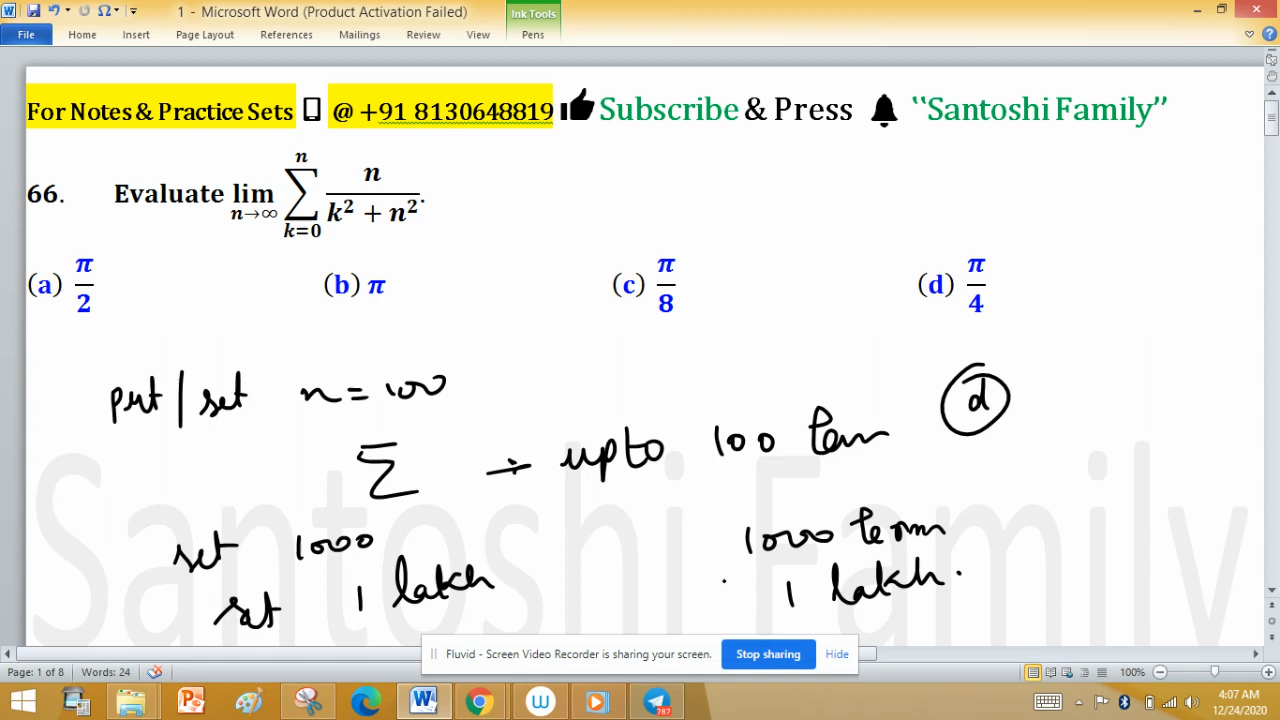 1 - Microsoft Word (Product Activation Failed)
Ink Tools
File Home Insert Page Layout References Mailings Review View Pens
For Notes & Practice Sets @ +91 8130648819 Subscribe & Press ‘‘Santoshi Family’’
66. Evaluate lim n→∞ ∑ k=0 n n/(k² + n²).
(a) π/2 (b) π (c) π/8 (d) π/4
put | set n = 100
d
∑ ÷ upto 100 term
set 1000 1000 term
set 1 lakh 1 lakh.
Santoshi Family
Fluvid - Screen Video Recorder is sharing your screen. Stop sharing Hide
Page: 1 of 8 Words: 24 100%
787
4:07 AM
12/24/2020